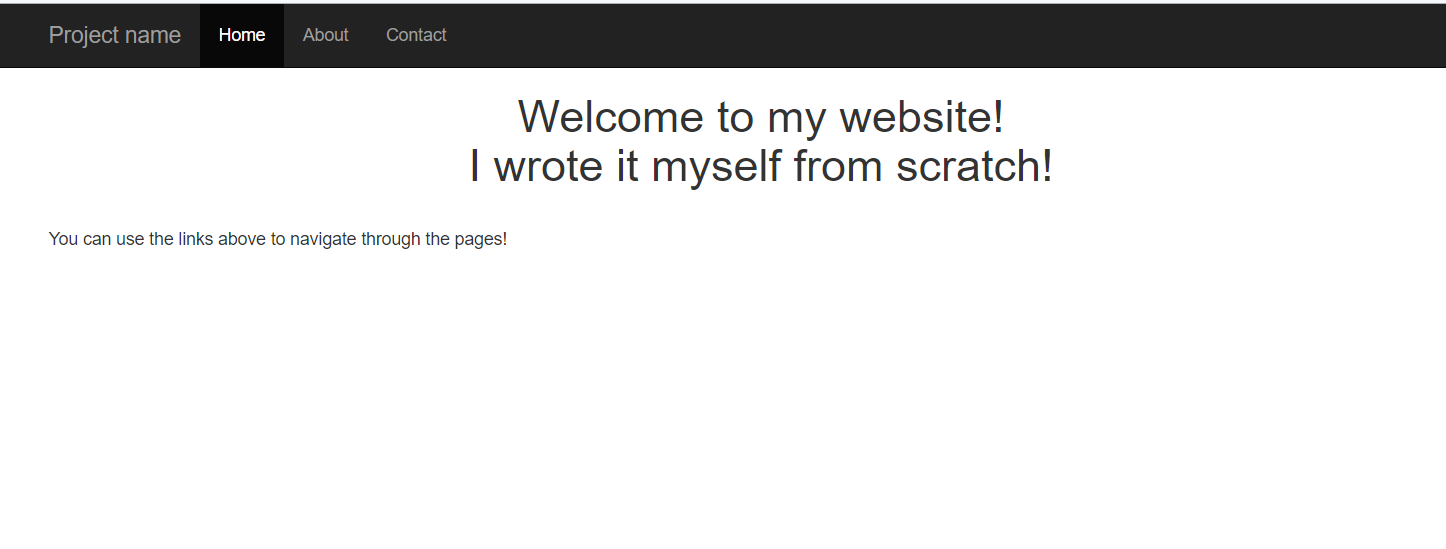 Project name Home About Contact
Welcome to my website!
I wrote it myself from scratch!
You can use the links above to navigate through the pages!